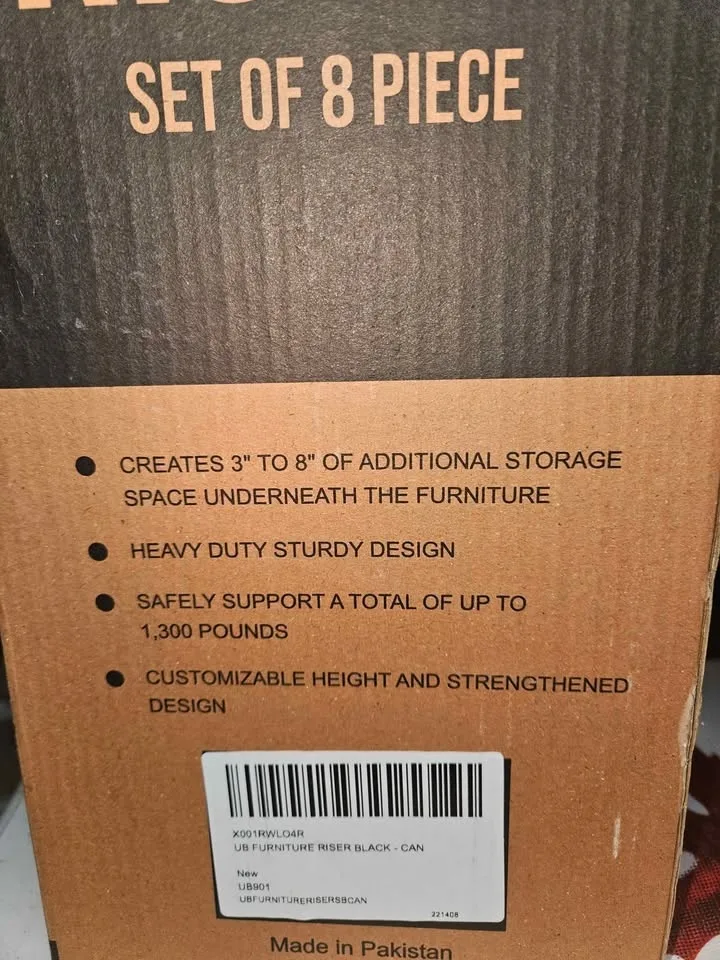 SET OF 8 PIECE
CREATES 3" TO 8" OF ADDITIONAL STORAGE
SPACE UNDERNEATH THE FURNITURE
HEAVY DUTY STURDY DESIGN
SAFELY SUPPORT A TOTAL OF UP TO
1,300 POUNDS
CUSTOMIZABLE HEIGHT AND STRENGTHENED
DESIGN
X001RWLO4R
UB FURNITURE RISER BLACK - CAN
New
UB901
UBFURNITURERISERSBCAN
221408
Made in Pakistan